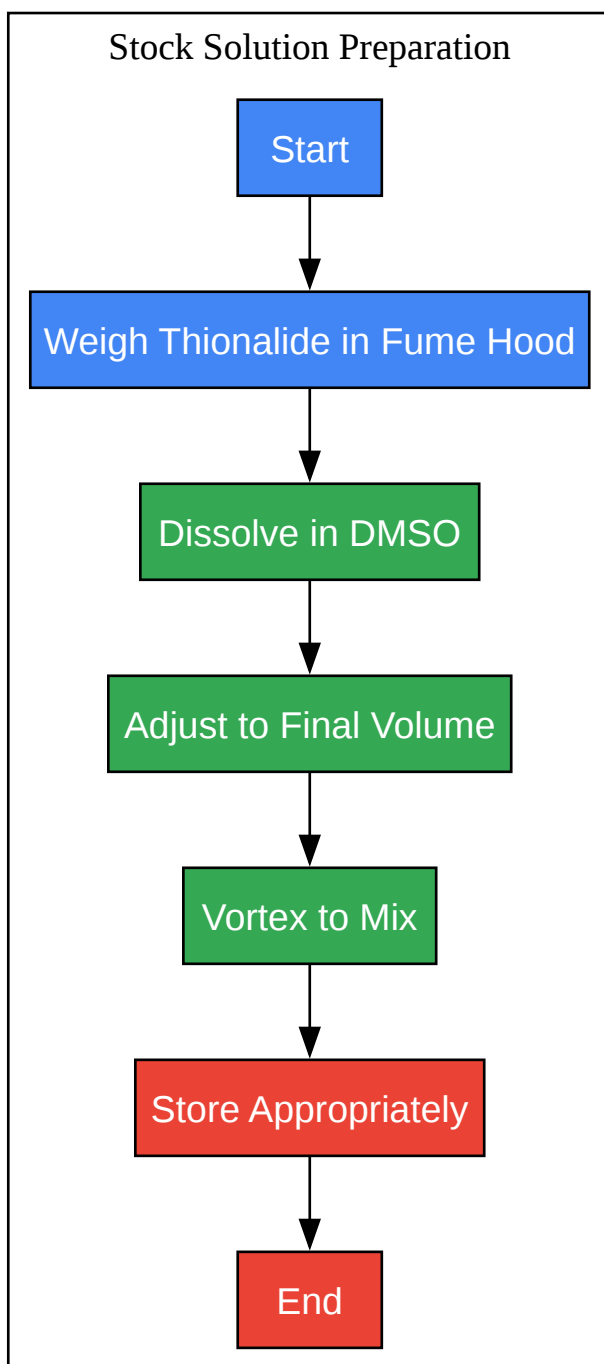 Stock Solution Preparation
Start
Weigh Thionalide in Fume Hood
Dissolve in DMSO
Adjust to Final Volume
Vortex to Mix
Store Appropriately
End